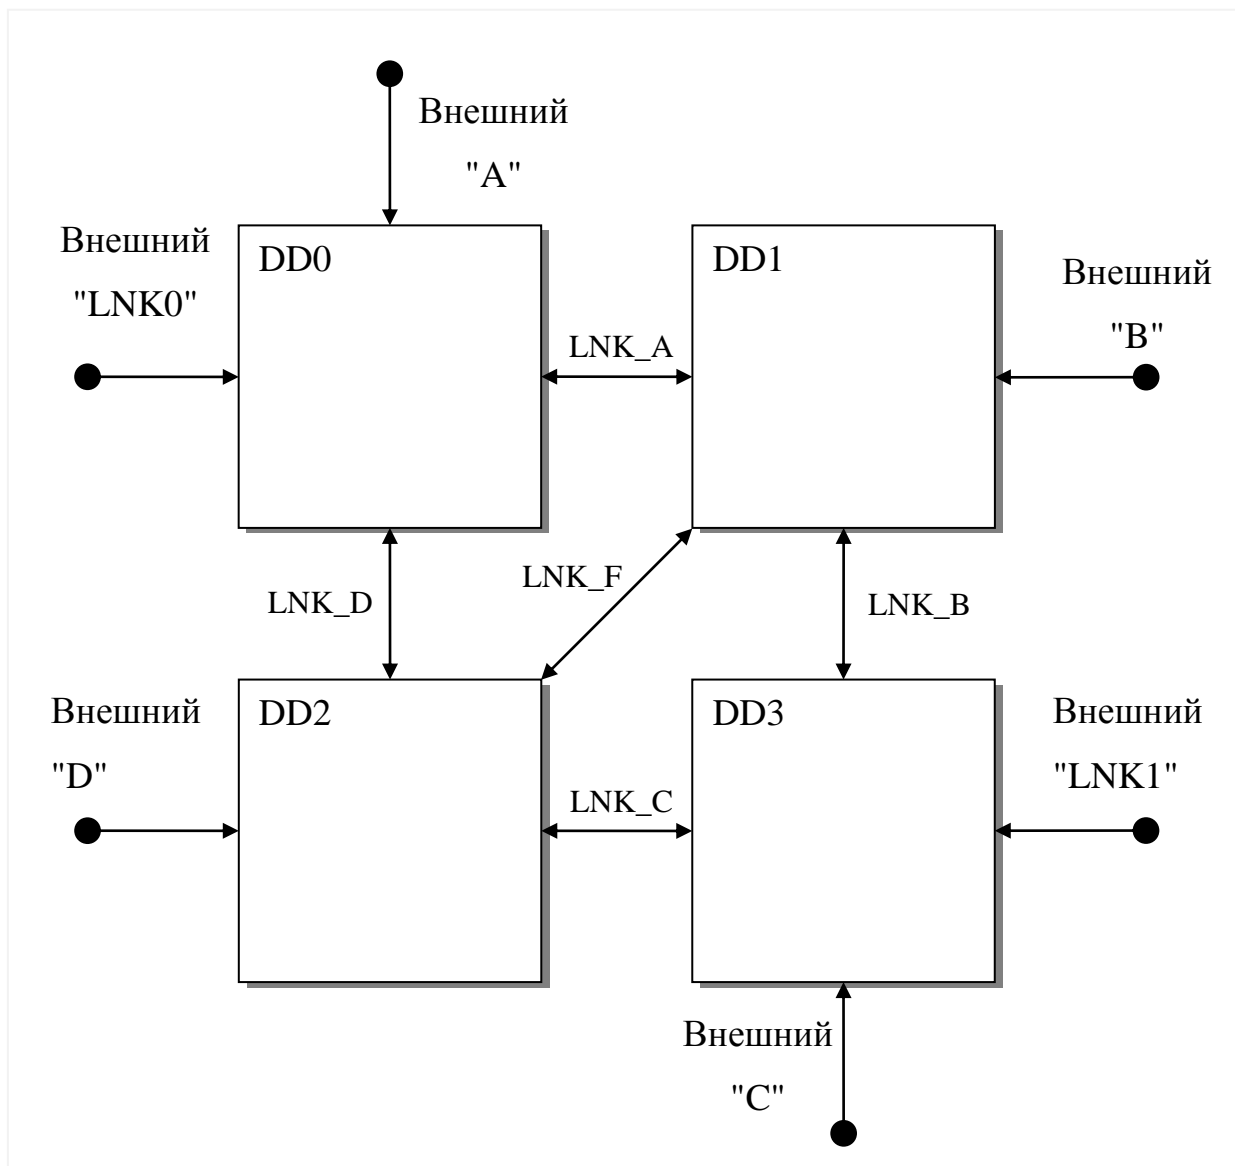 Внешний
"A"
Внешний
"LNK0"
DD0
DD1
Внешний
"B"
LNK_A
LNK_D
LNK_F
LNK_B
Внешний
"D"
DD2
DD3
Внешний
"LNK1"
LNK_C
Внешний
"C"